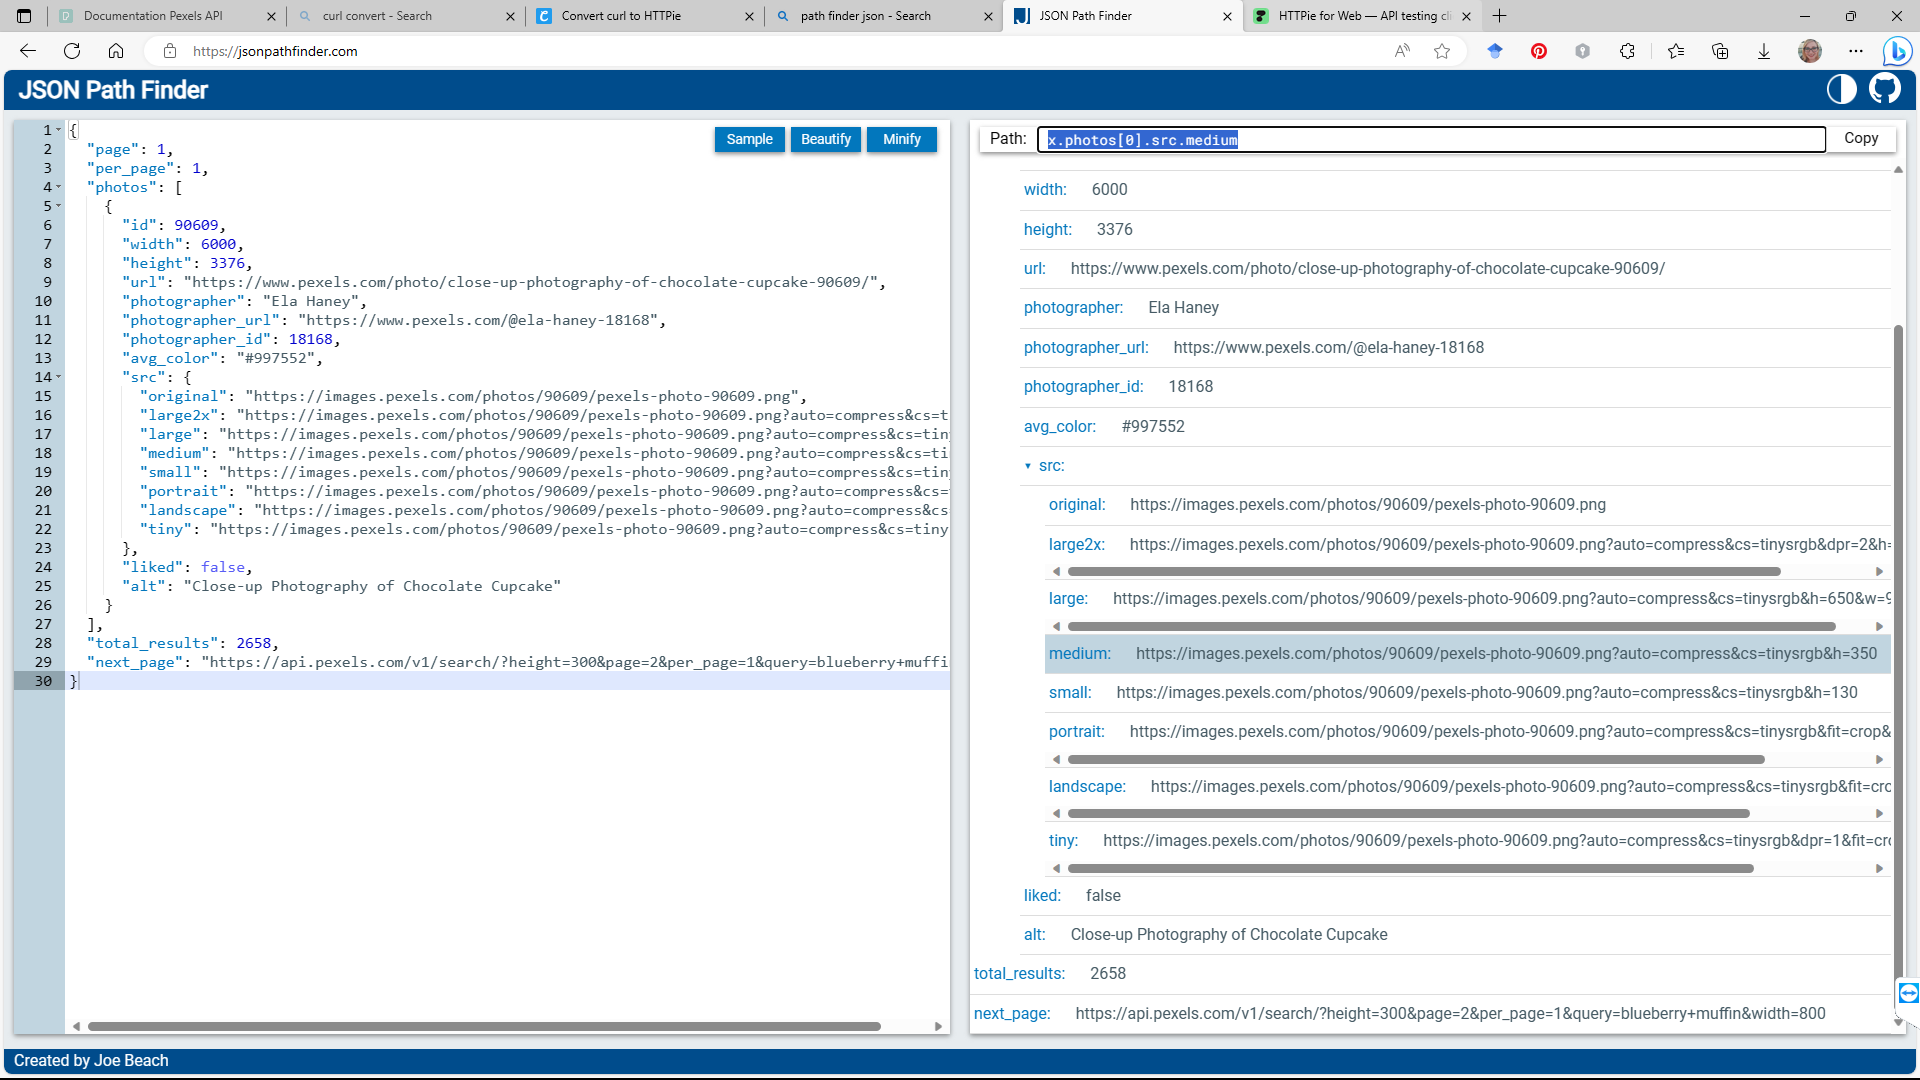 Documentation Pexels API
curl convert - Search
Convert curl to HTTPie
path finder json - Search
JSON Path Finder
HTTPie for Web — API testing cli
https://jsonpathfinder.com
JSON Path Finder
Sample
Beautify
Minify
1 {
2 "page": 1,
3 "per_page": 1,
4 "photos": [
5 {
6 "id": 90609,
7 "width": 6000,
8 "height": 3376,
9 "url": "https://www.pexels.com/photo/close-up-photography-of-chocolate-cupcake-90609/",
10 "photographer": "Ela Haney",
11 "photographer_url": "https://www.pexels.com/@ela-haney-18168",
12 "photographer_id": 18168,
13 "avg_color": "#997552",
14 "src": {
15 "original": "https://images.pexels.com/photos/90609/pexels-photo-90609.png",
16 "large2x": "https://images.pexels.com/photos/90609/pexels-photo-90609.png?auto=compress&cs=t
17 "large": "https://images.pexels.com/photos/90609/pexels-photo-90609.png?auto=compress&cs=tin
18 "medium": "https://images.pexels.com/photos/90609/pexels-photo-90609.png?auto=compress&cs=ti
19 "small": "https://images.pexels.com/photos/90609/pexels-photo-90609.png?auto=compress&cs=tin
20 "portrait": "https://images.pexels.com/photos/90609/pexels-photo-90609.png?auto=compress&cs=
21 "landscape": "https://images.pexels.com/photos/90609/pexels-photo-90609.png?auto=compress&cs
22 "tiny": "https://images.pexels.com/photos/90609/pexels-photo-90609.png?auto=compress&cs=tiny
23 },
24 "liked": false,
25 "alt": "Close-up Photography of Chocolate Cupcake"
26 }
27 ],
28 "total_results": 2658,
29 "next_page": "https://api.pexels.com/v1/search/?height=300&page=2&per_page=1&query=blueberry+muffi
30 }
Path: x.photos[0].src.medium Copy
width: 6000
height: 3376
url: https://www.pexels.com/photo/close-up-photography-of-chocolate-cupcake-90609/
photographer: Ela Haney
photographer_url: https://www.pexels.com/@ela-haney-18168
photographer_id: 18168
avg_color: #997552
src:
original: https://images.pexels.com/photos/90609/pexels-photo-90609.png
large2x: https://images.pexels.com/photos/90609/pexels-photo-90609.png?auto=compress&cs=tinysrgb&dpr=2&h=
large: https://images.pexels.com/photos/90609/pexels-photo-90609.png?auto=compress&cs=tinysrgb&h=650&w=9
medium: https://images.pexels.com/photos/90609/pexels-photo-90609.png?auto=compress&cs=tinysrgb&h=350
small: https://images.pexels.com/photos/90609/pexels-photo-90609.png?auto=compress&cs=tinysrgb&h=130
portrait: https://images.pexels.com/photos/90609/pexels-photo-90609.png?auto=compress&cs=tinysrgb&fit=crop&
landscape: https://images.pexels.com/photos/90609/pexels-photo-90609.png?auto=compress&cs=tinysrgb&fit=cro
tiny: https://images.pexels.com/photos/90609/pexels-photo-90609.png?auto=compress&cs=tinysrgb&dpr=1&fit=cro
liked: false
alt: Close-up Photography of Chocolate Cupcake
total_results: 2658
next_page: https://api.pexels.com/v1/search/?height=300&page=2&per_page=1&query=blueberry+muffin&width=800
Created by Joe Beach